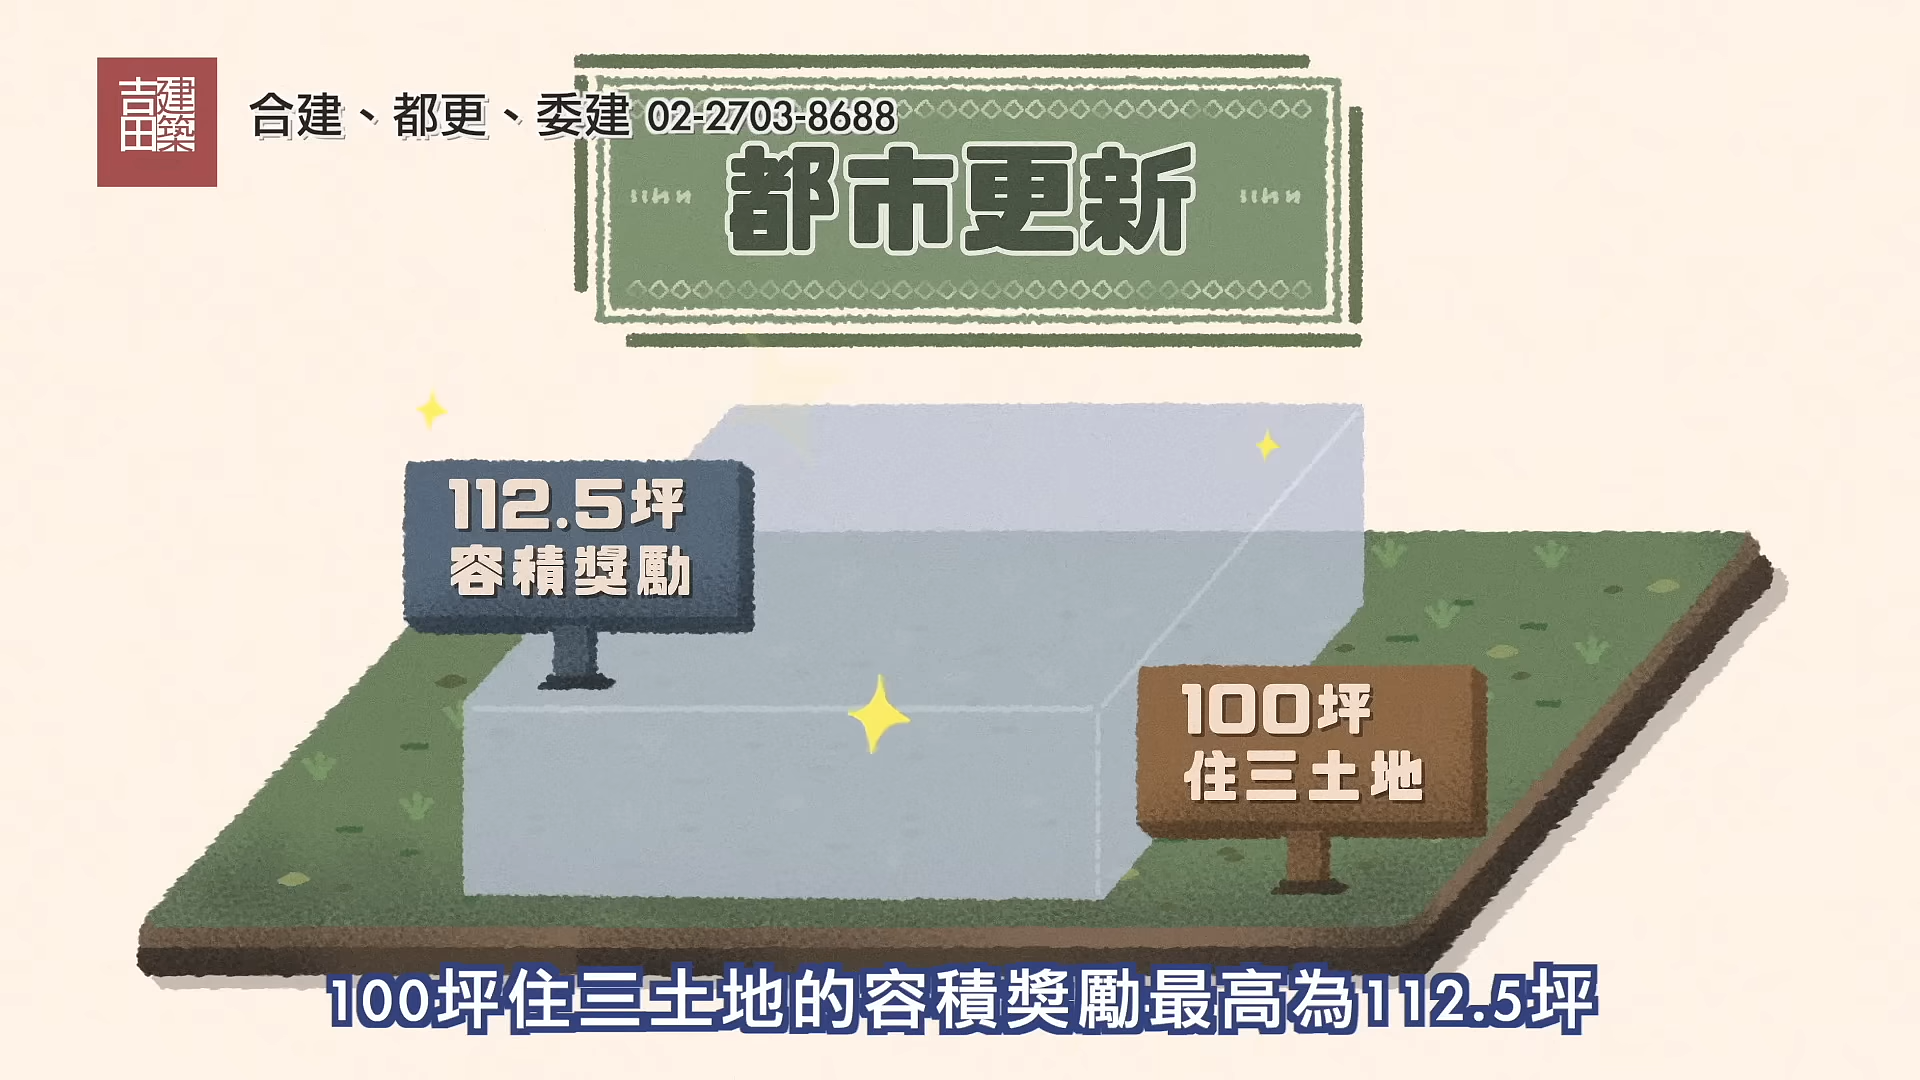 吉田建築
合建、都更、委建 02-2703-8688
都市更新
112.5坪
容積獎勵
100坪
住三土地
100坪住三土地的容積獎勵最高為112.5坪